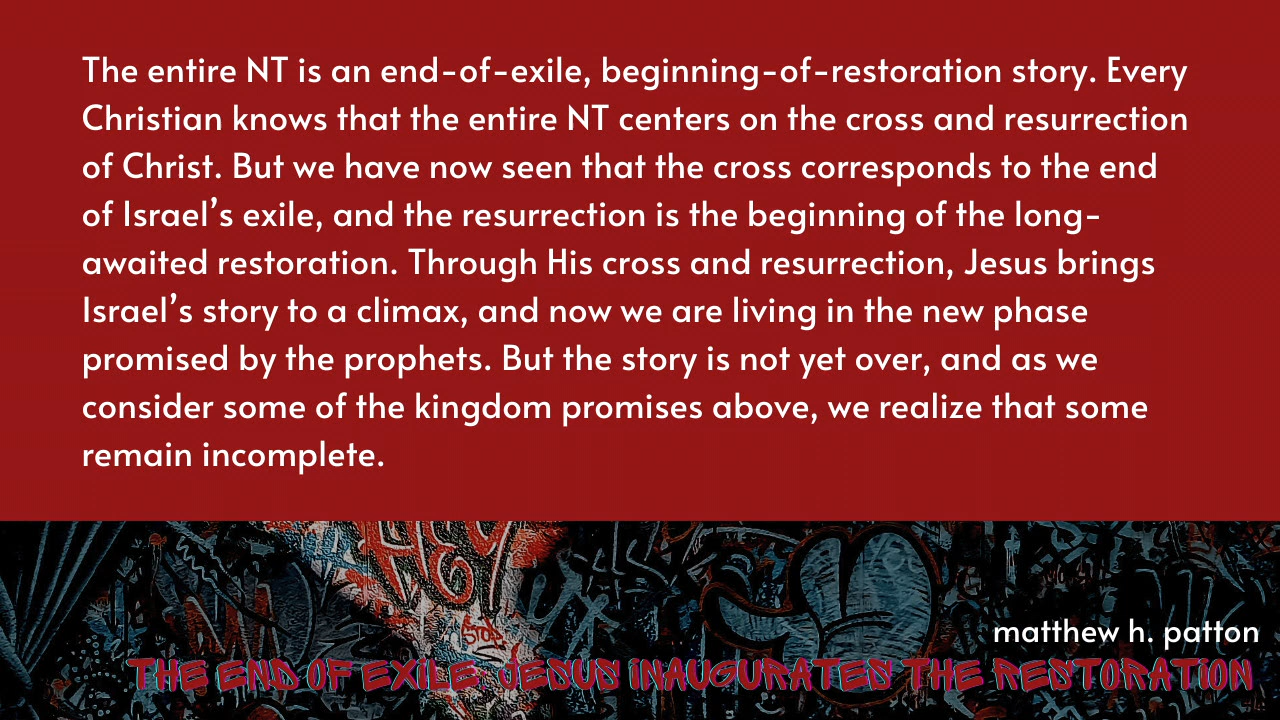 The entire NT is an end-of-exile, beginning-of-restoration story. Every
Christian knows that the entire NT centers on the cross and resurrection
of Christ. But we have now seen that the cross corresponds to the end
of Israel’s exile, and the resurrection is the beginning of the long-
awaited restoration. Through His cross and resurrection, Jesus brings
Israel’s story to a climax, and now we are living in the new phase
promised by the prophets. But the story is not yet over, and as we
consider some of the kingdom promises above, we realize that some
remain incomplete.
HEY
STOP
matthew h. patton
THE END OF EXILE: JESUS INAUGURATES THE RESTORATION